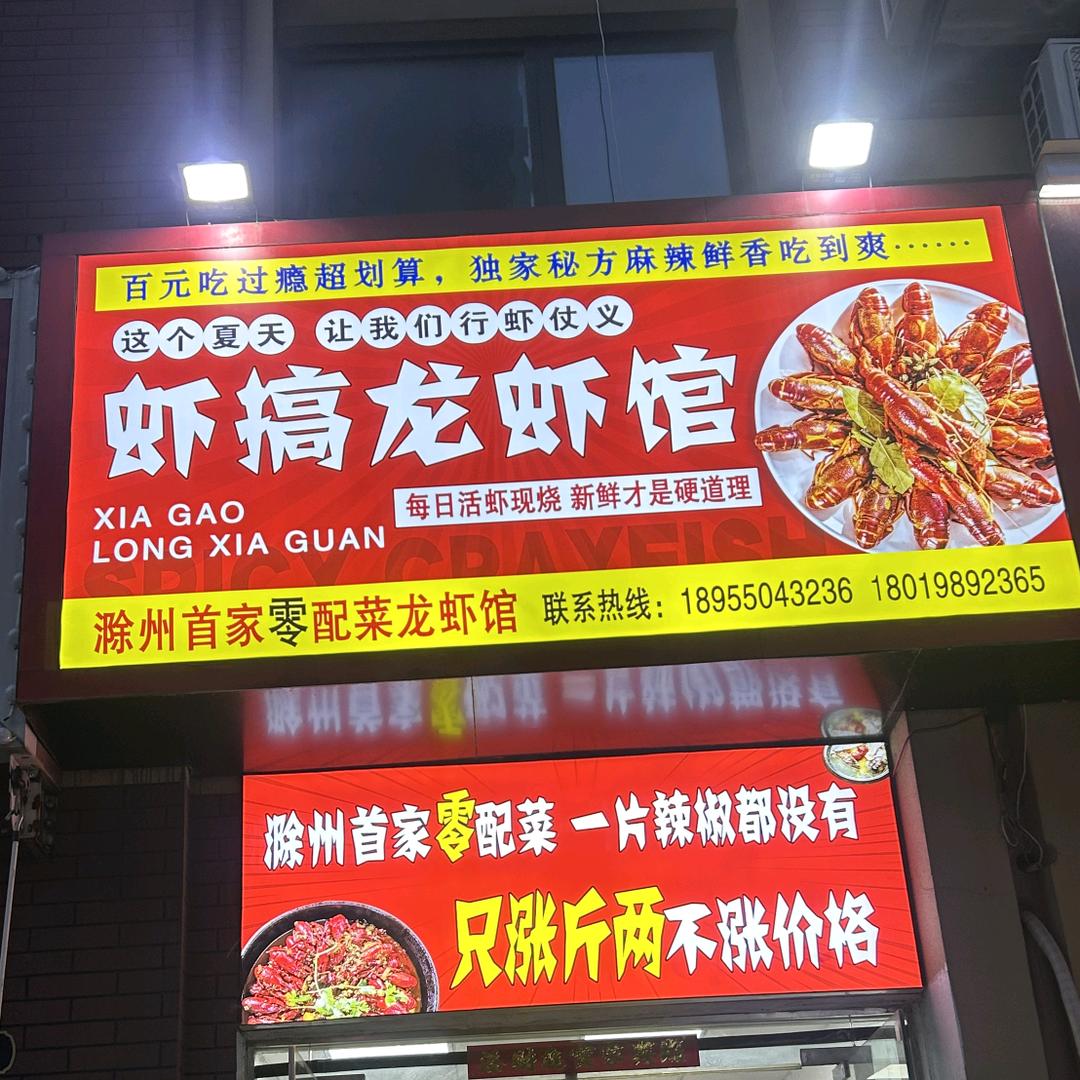 百元吃过瘾超划算，独家秘方麻辣鲜香吃到爽……
这个夏天 让我们行虾仗义
虾搞龙虾馆
XIA GAO
LONG XIA GUAN
每日活虾现烧 新鲜才是硬道理
SPICY CRAYFISH
滁州首家零配菜龙虾馆 联系热线：18955043236 18019892365
滁州首家零配菜 一片辣椒都没有
只涨斤两不涨价格